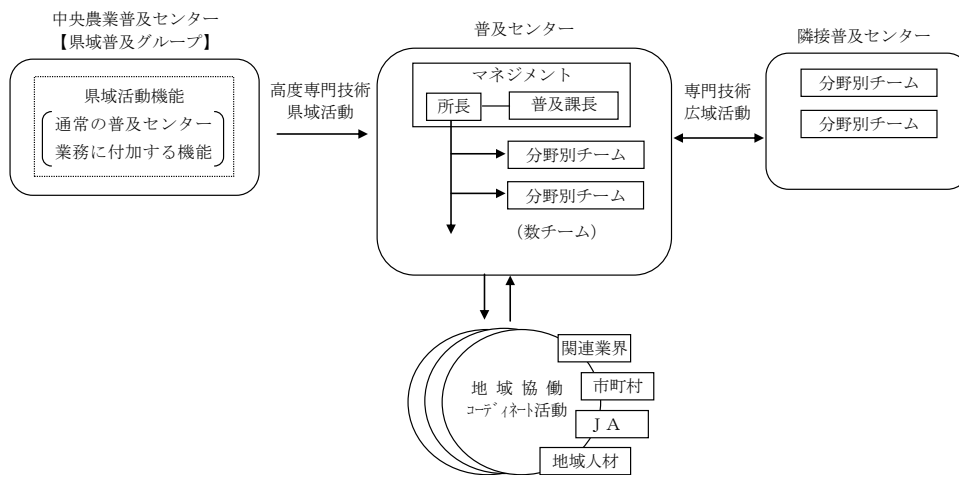 中央農業普及センター
【県域普及グループ】
県域活動機能
通常の普及センター
業務に付加する機能
高度専門技術
県域活動
普及センター
マネジメント
所長
普及課長
分野別チーム
分野別チーム
(数チーム)
専門技術
広域活動
隣接普及センター
分野別チーム
分野別チーム
地域協働
コーディネート活動
関連業界
市町村
ＪＡ
地域人材